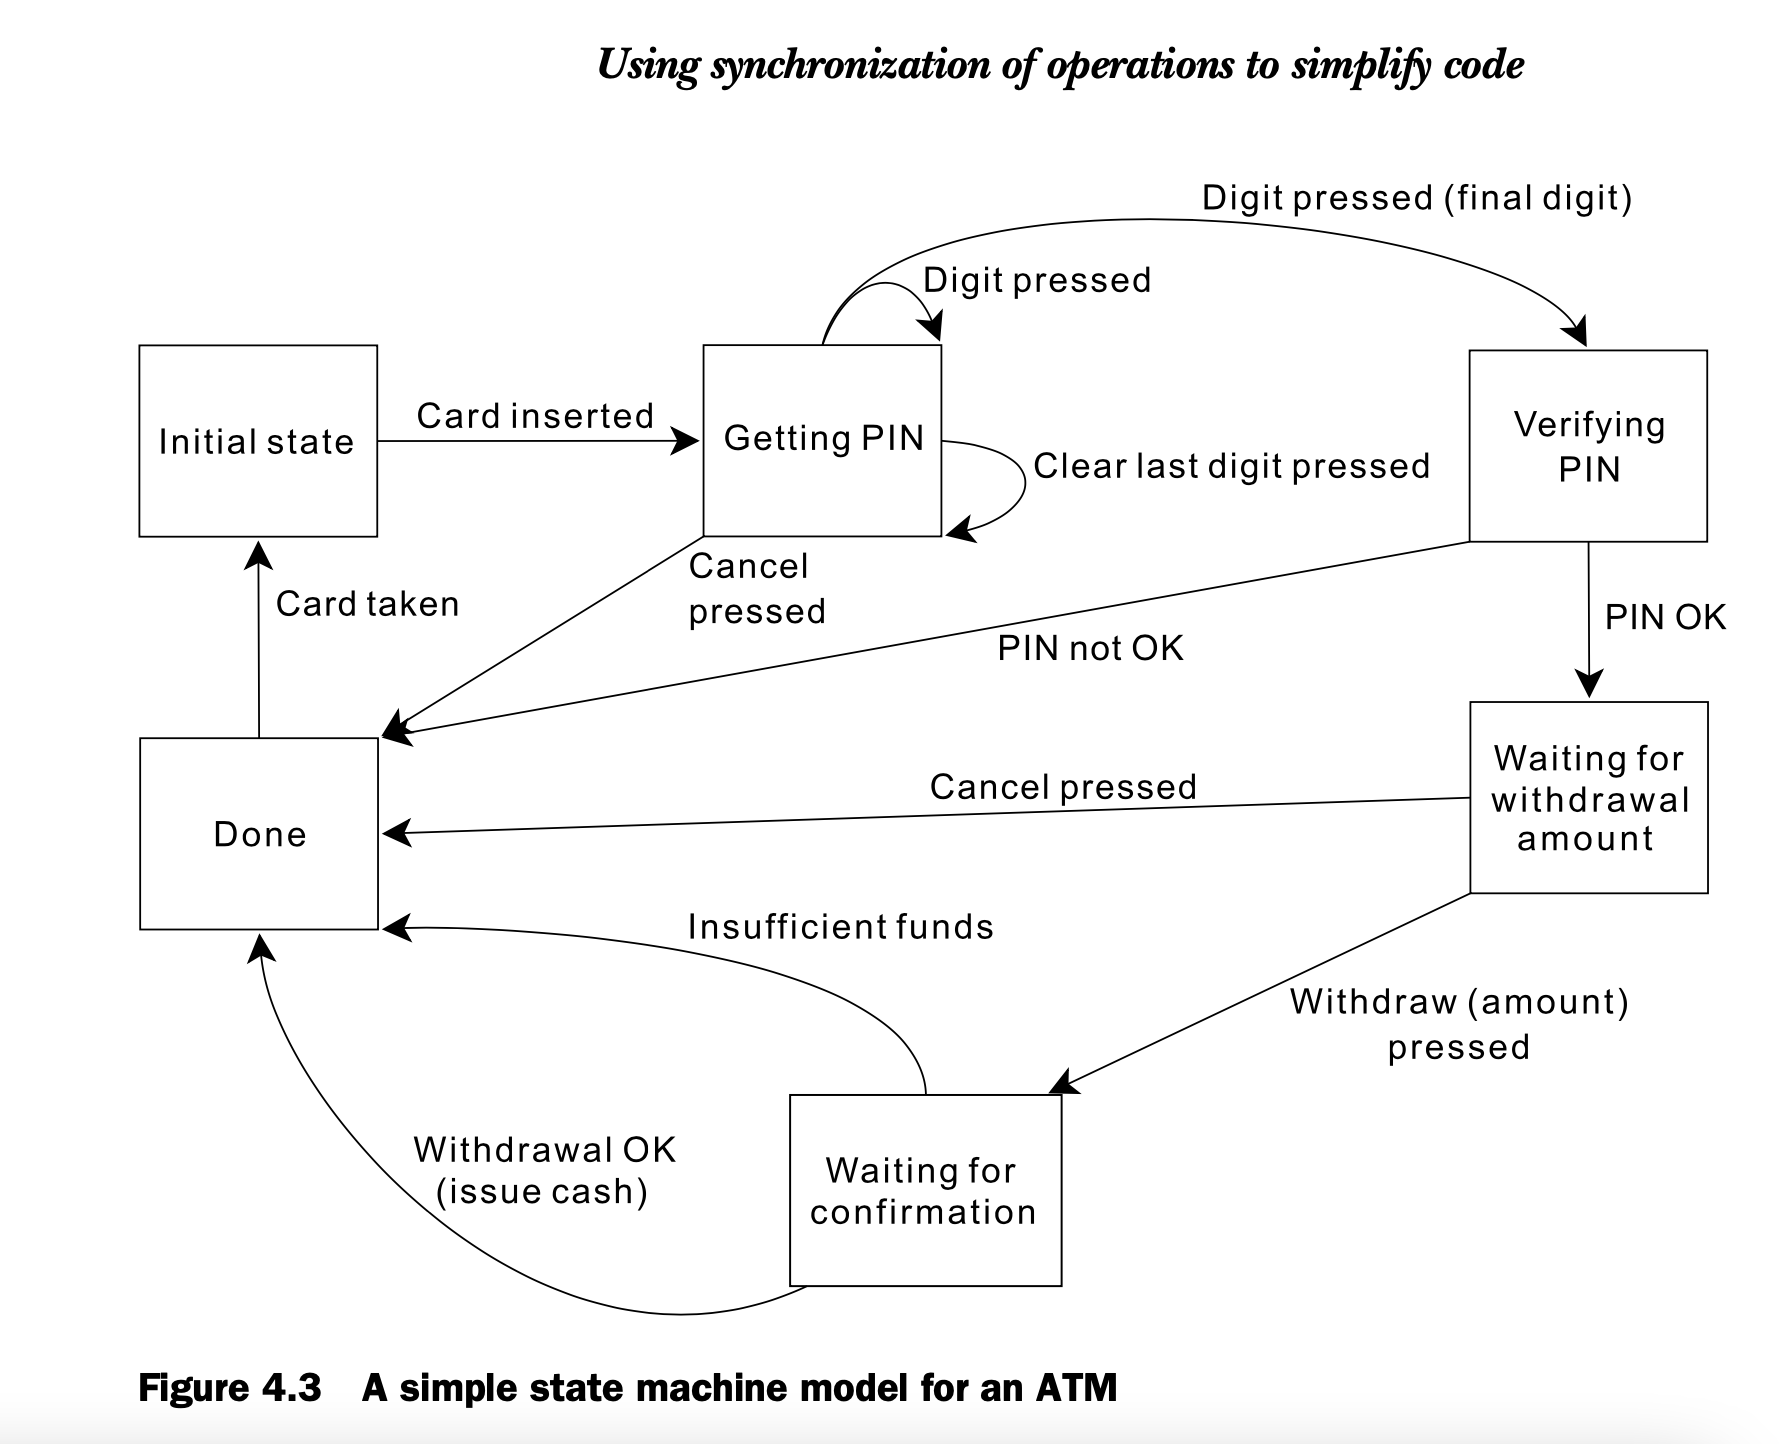 Using synchronization of operations to simplify code
Digit pressed (final digit)
Digit pressed
Initial state
Card inserted
Getting PIN
Clear last digit pressed
Verifying
PIN
Card taken
Cancel
pressed
PIN not OK
PIN OK
Done
Cancel pressed
Waiting for
withdrawal
amount
Insufficient funds
Withdraw (amount)
pressed
Withdrawal OK
(issue cash)
Waiting for
confirmation
Figure 4.3 A simple state machine model for an ATM